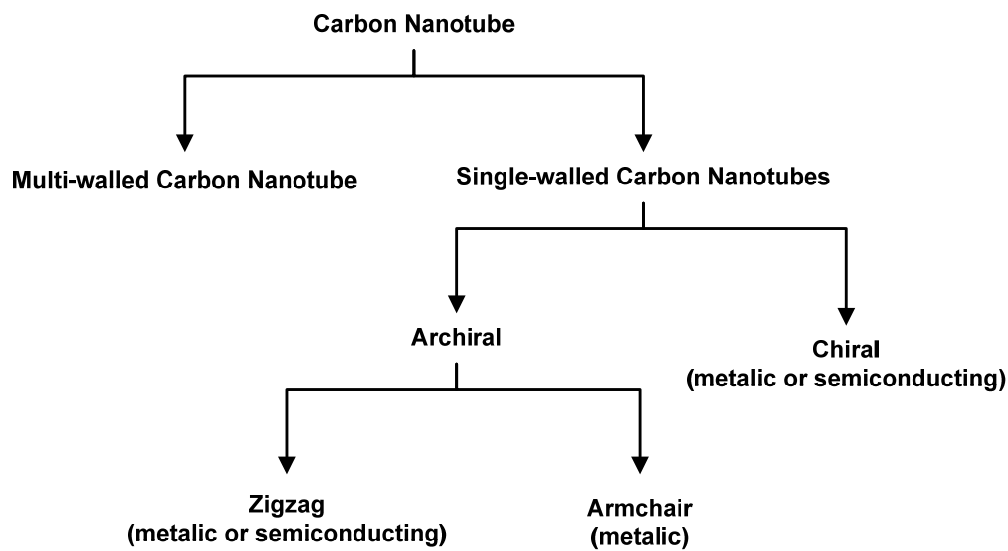 Carbon Nanotube
Multi-walled Carbon Nanotube
Single-walled Carbon Nanotubes
Archiral
Chiral
(metalic or semiconducting)
Zigzag
(metalic or semiconducting)
Armchair
(metalic)